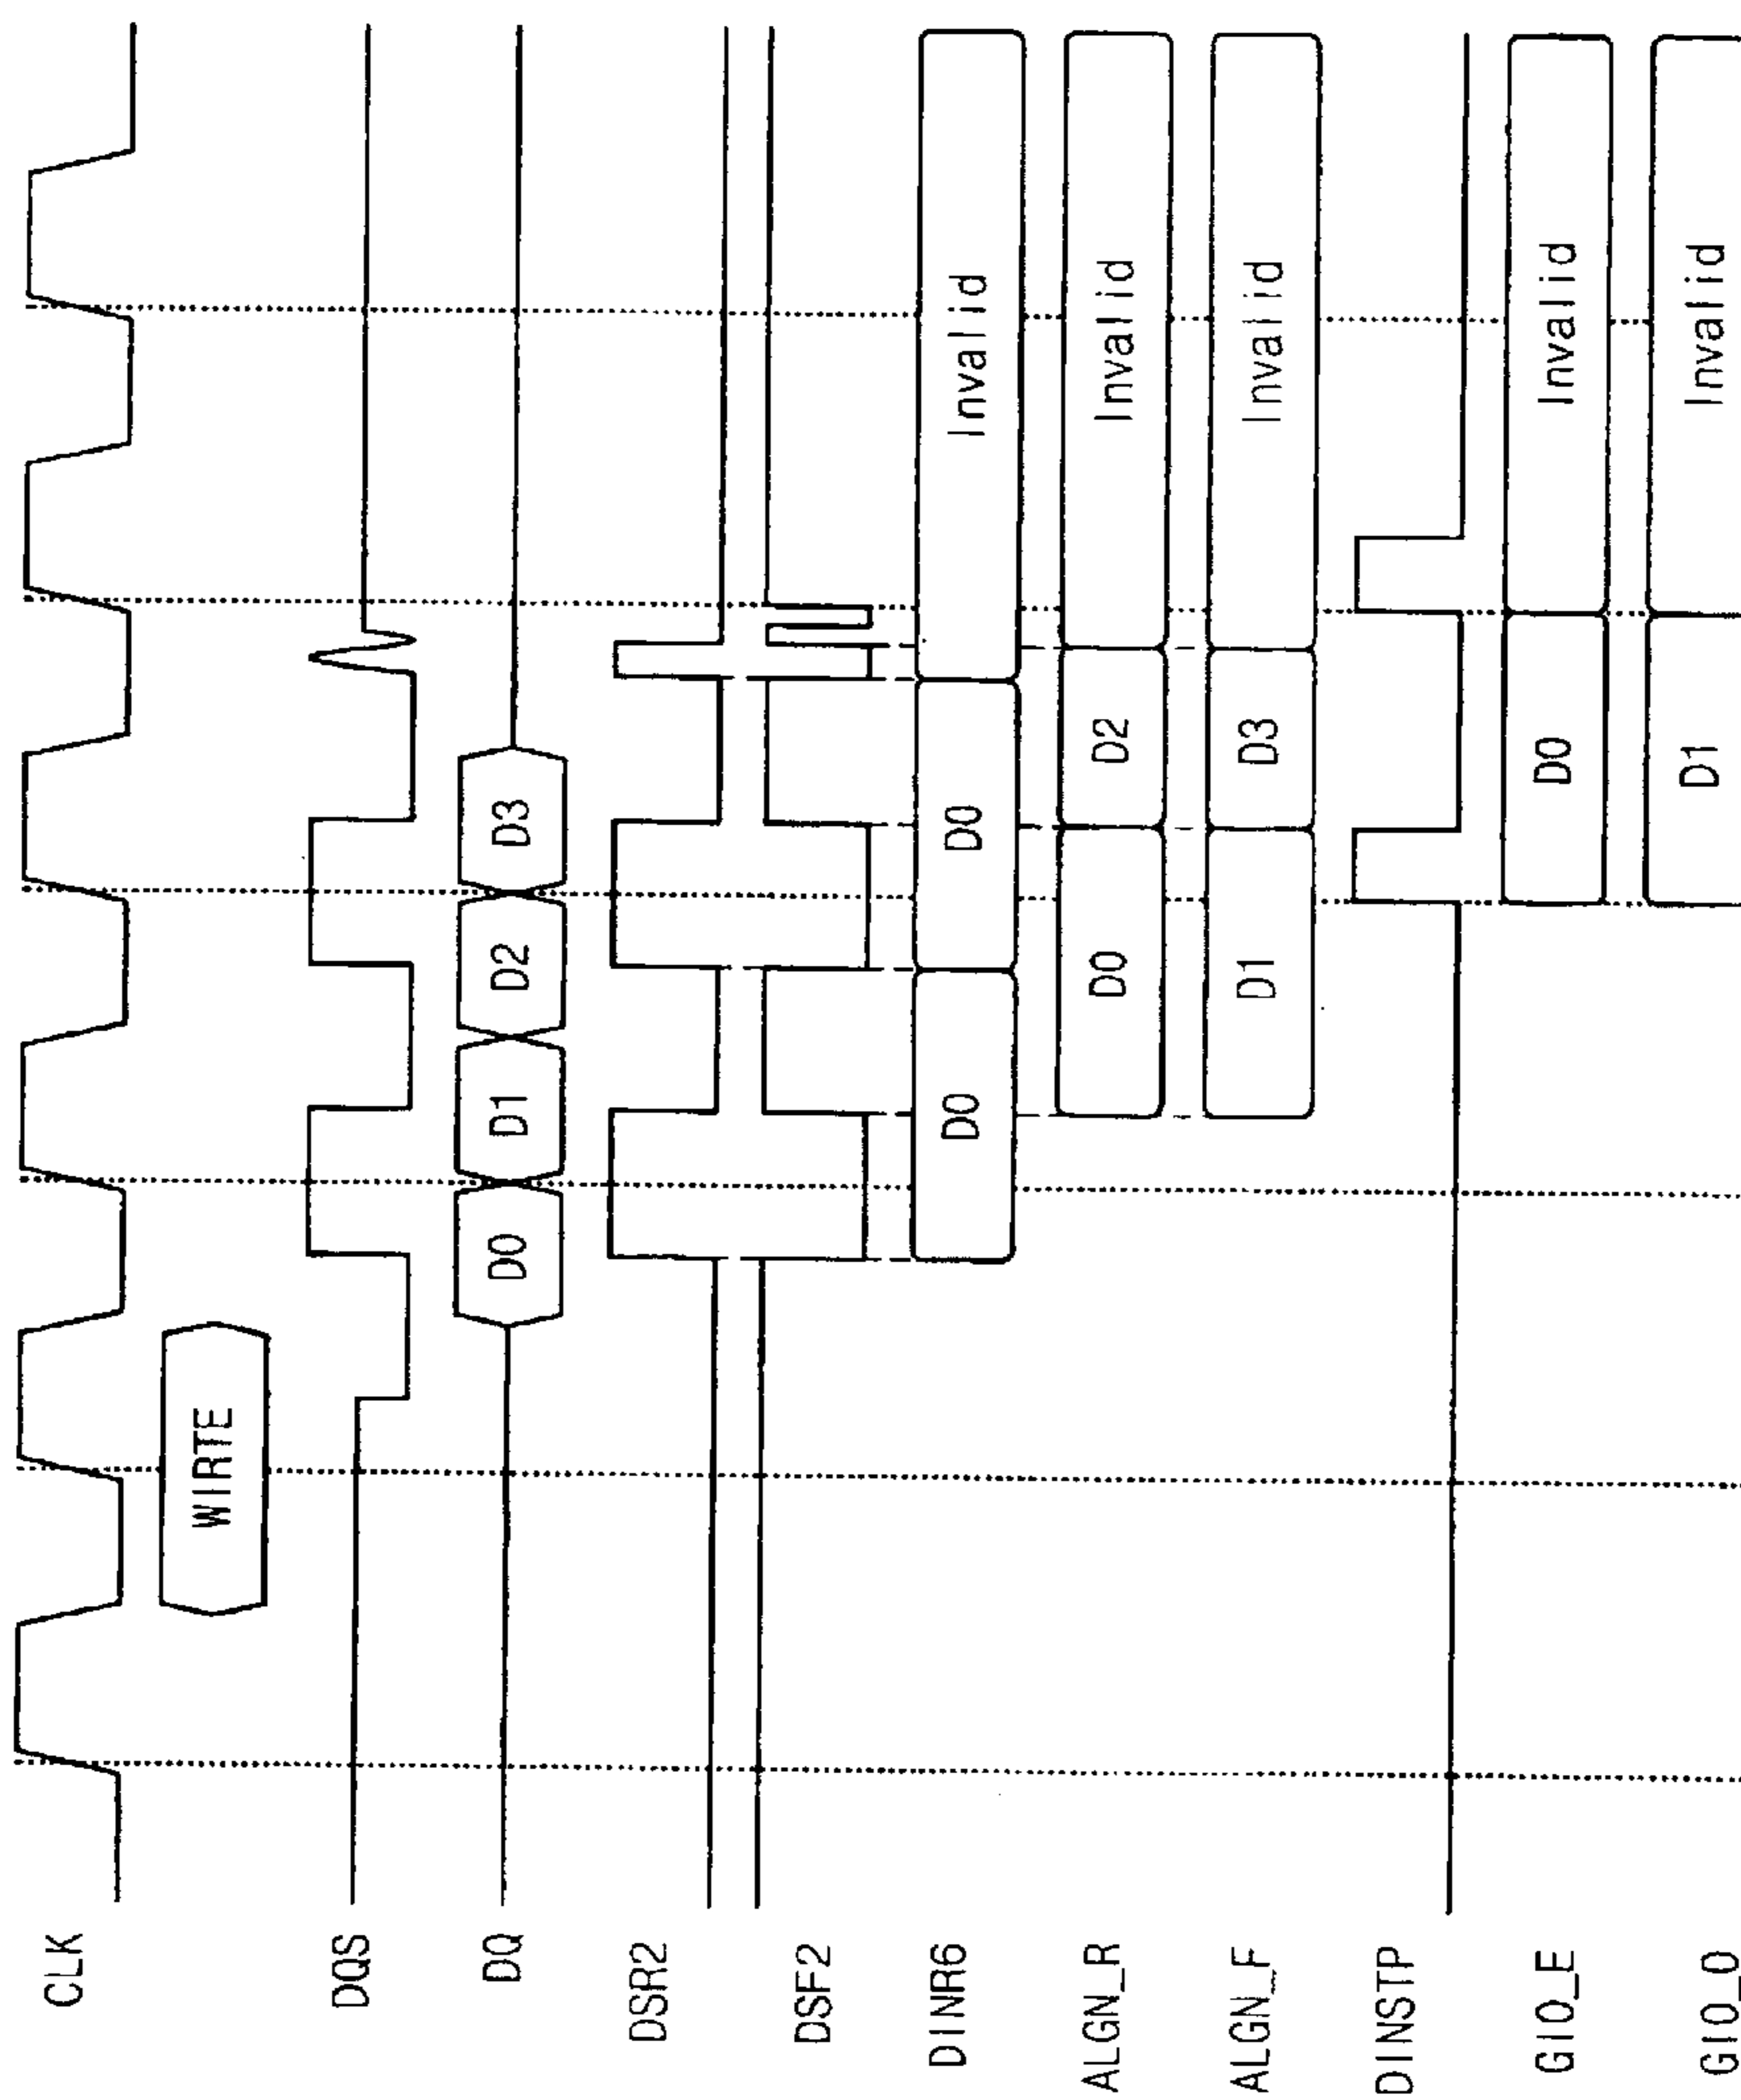 CLK
WIRTE
DQS
DQ
D0
D1
D2
D3
DSR2
DSF2
DINR6
D0
D0
Invalid
ALGN_R
D0
D2
Invalid
ALGN_F
D1
D3
Invalid
DINSTP
GIO_E
D0
Invalid
GIO_O
D1
Invalid